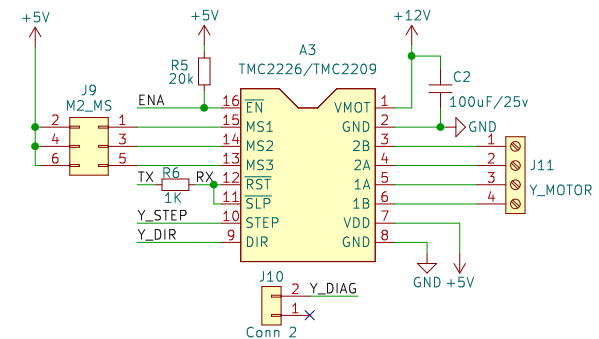 +5V
+5V
+12V
A3
TMC2226/TMC2209
R5
20k
J9
M2_MS
C2
100uF/25v
ENA
16 EN VMOT 1
2 1 15 MS1 GND 2 GND
4 3 14 MS2 2B 3 1
6 5 13 MS3 2A 4 2
J11
TX R6 RX 12 RST 1A 5 3
Y_MOTOR
1K 11 SLP 1B 6 4
Y_STEP 10 STEP VDD 7
Y_DIR 9 DIR GND 8
J10
GND +5V
2 Y_DIAG
1
Conn 2